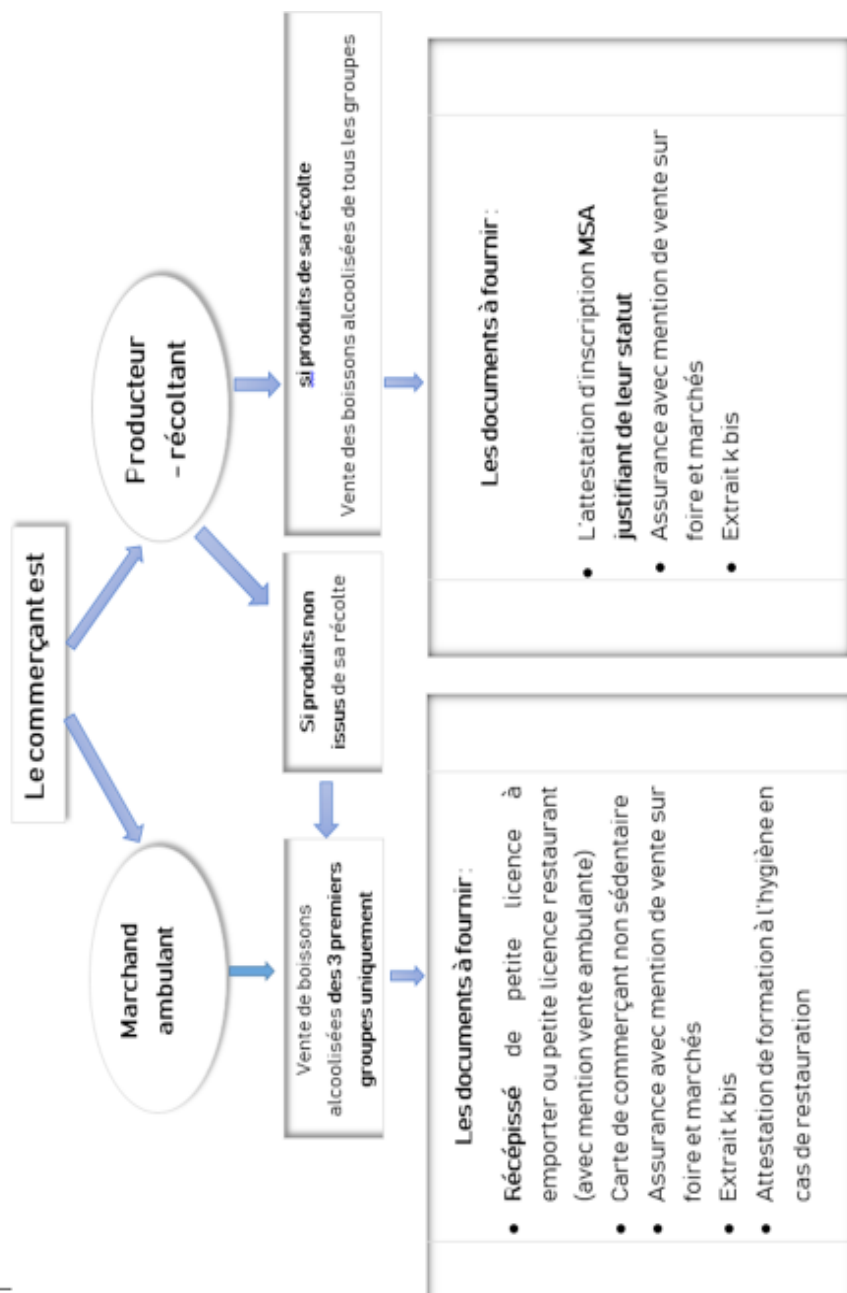 Le commerçant est
Marchand
ambulant
Producteur
– récoltant
Vente de boissons
alcoolisées des 3 premiers
groupes uniquement
Si produits non
issus de sa récolte
si produits de sa récolte
Vente des boissons alcoolisées de tous les groupes
Les documents à fournir :
• Récépissé de petite licence à
emporter ou petite licence restaurant
(avec mention vente ambulante)
• Carte de commerçant non sédentaire
• Assurance avec mention de vente sur
foire et marchés
• Extrait k bis
• Attestation de formation à l'hygiène en
cas de restauration
Les documents à fournir :
• L'attestation d'inscription MSA
justifiant de leur statut
• Assurance avec mention de vente sur
foire et marchés
• Extrait k bis